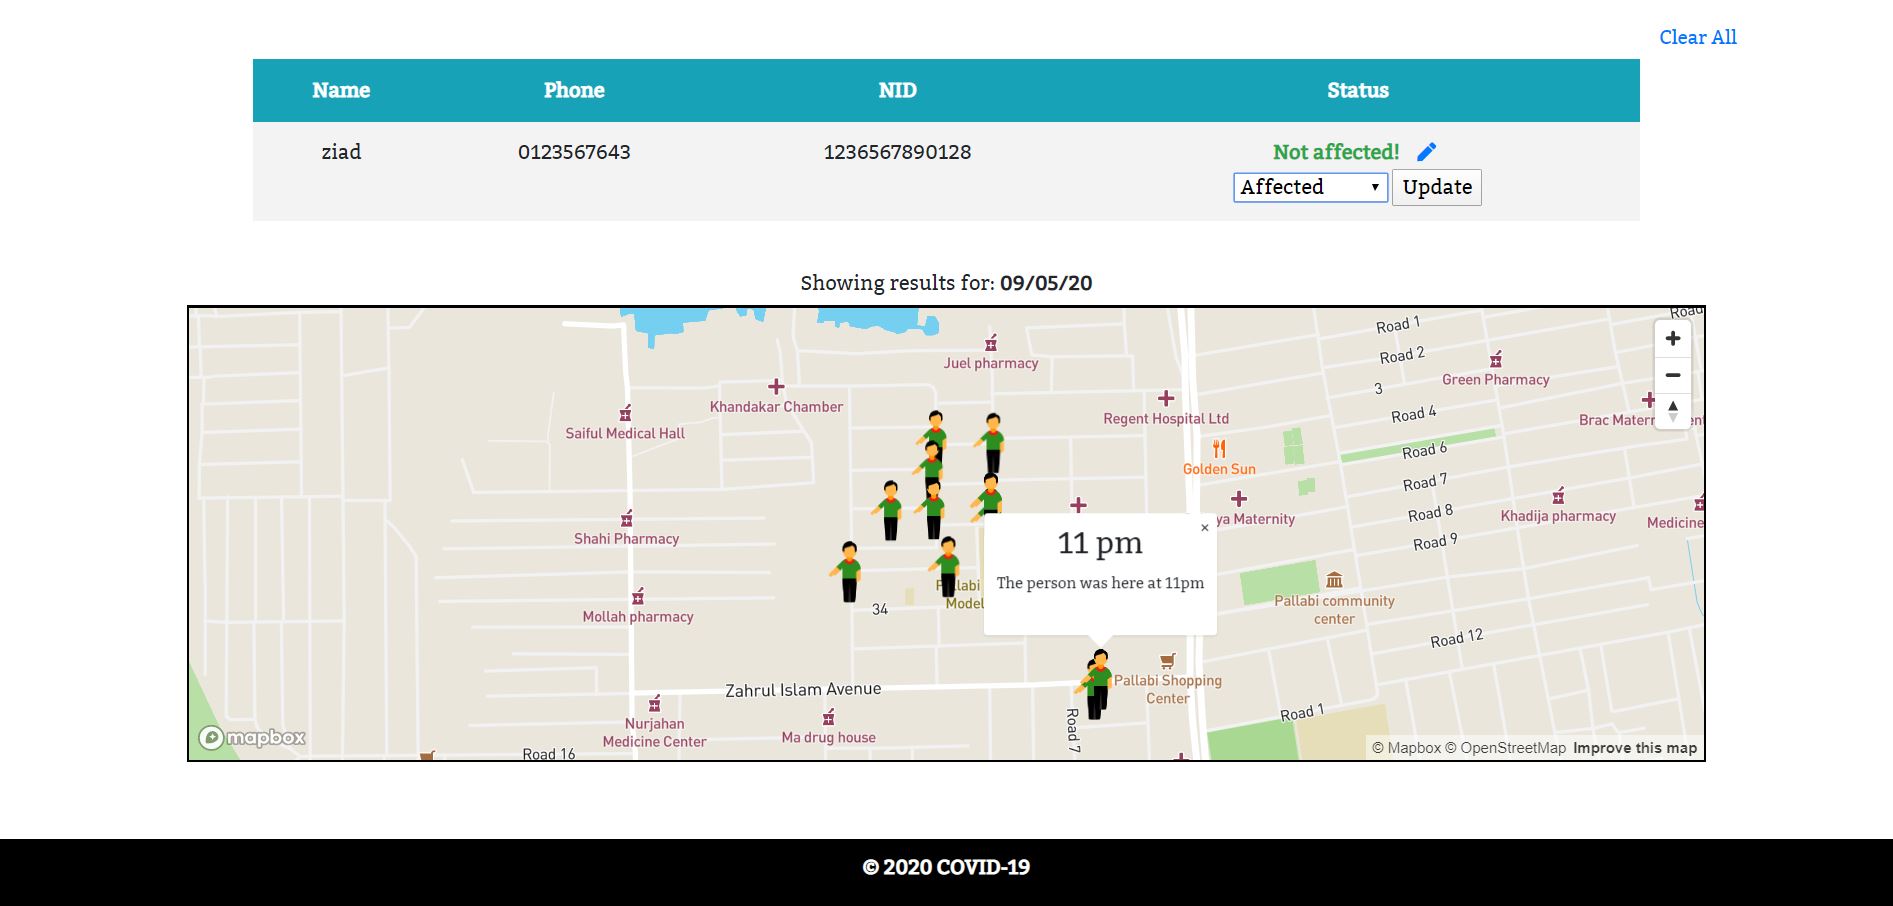 Clear All
Name Phone NID Status
ziad 0123567643 1236567890128 Not affected!
Affected Update
Showing results for: 09/05/20
Road
Road 1
Juel pharmacy
Road 2
Green Pharmacy
3
Khandakar Chamber
Regent Hospital Ltd
Road 4
Brac Matern
ent
Saiful Medical Hall
Road 6
Golden Sun
Road 7
Khadija pharmacy
ya Maternity
Road 8
Medicine
Shahi Pharmacy
Road 9
×
11 pm
The person was here at 11pm
Model
34
Mollah pharmacy
Pallabi community
center
Road 12
Zahrul Islam Avenue
Pallabi Shopping
Center
Nurjahan
Medicine Center
Ma drug house
Road 7
Road 1
Road 16
mapbox
© Mapbox © OpenStreetMap Improve this map
© 2020 COVID-19